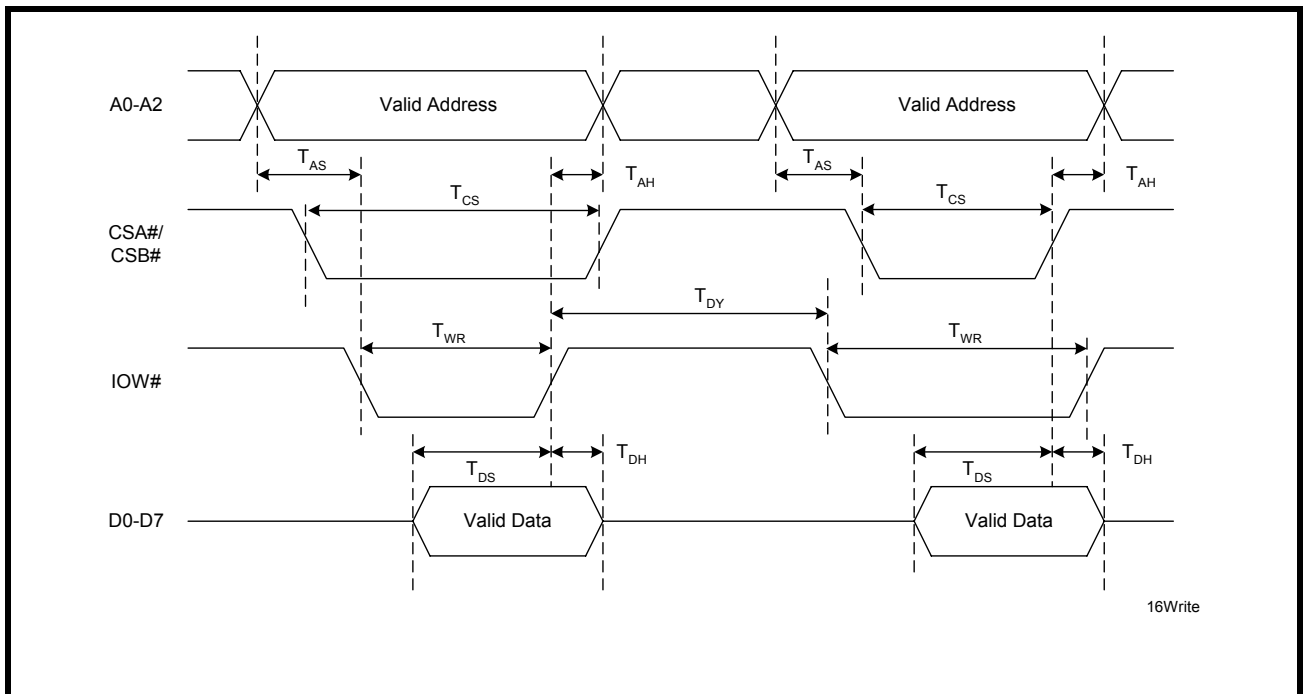 A0-A2
Valid Address
Valid Address
TAS
TAH
TAS
TAH
TCS
TCS
CSA#/
CSB#
TDY
TWR
TWR
IOW#
TDS
TDH
TDS
TDH
D0-D7
Valid Data
Valid Data
16Write